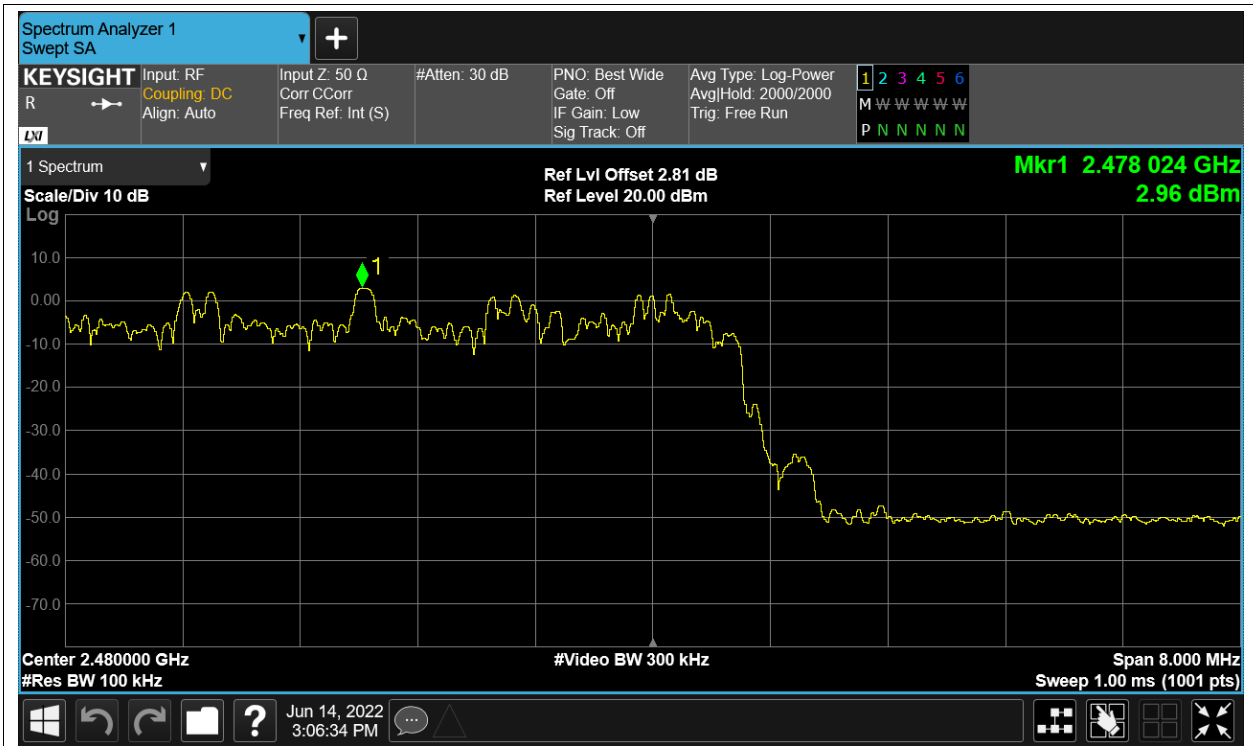 Spectrum Analyzer 1
Swept SA
KEYSIGHT
R
LXI
Input: RF
Coupling: DC
Align: Auto
Input Z: 50 Ω
Corr CCorr
Freq Ref: Int (S)
#Atten: 30 dB
PNO: Best Wide
Gate: Off
IF Gain: Low
Sig Track: Off
Avg Type: Log-Power
Avg|Hold: 2000/2000
Trig: Free Run
1 2 3 4 5 6
M W W W W W
P N N N N N
1 Spectrum
Scale/Div 10 dB
Ref Lvl Offset 2.81 dB
Ref Level 20.00 dBm
Mkr1 2.478 024 GHz
2.96 dBm
Log
10.0
0.00
-10.0
-20.0
-30.0
-40.0
-50.0
-60.0
-70.0
1
Center 2.480000 GHz
#Video BW 300 kHz
Span 8.000 MHz
#Res BW 100 kHz
Sweep 1.00 ms (1001 pts)
?
Jun 14, 2022
3:06:34 PM